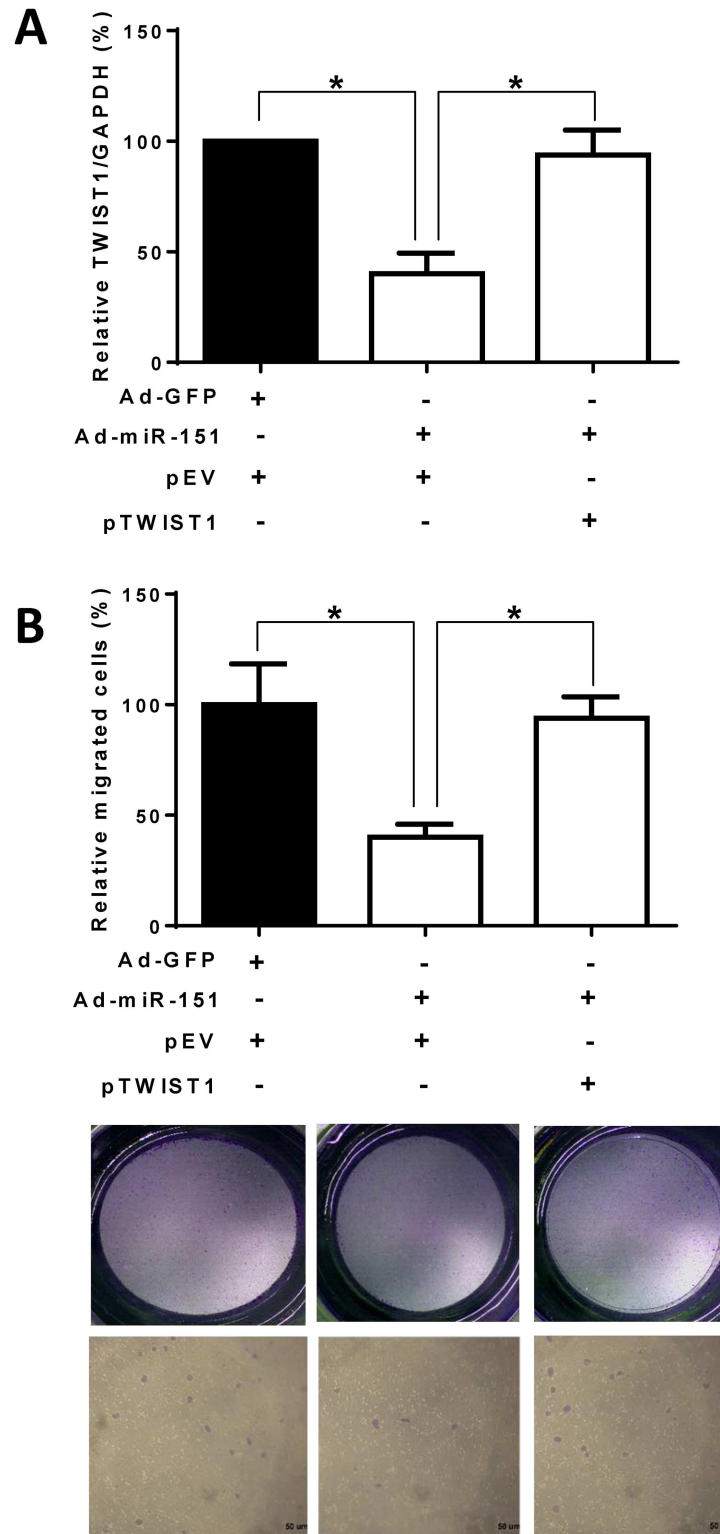 A
Relative TWIST1/GAPDH (%)
150
*
*
100
50
0
Ad-GFP + - -
Ad-miR-151 - + +
pEV + + -
pTWIST1 - - +
B
Relative migrated cells (%)
150
*
*
100
50
0
Ad-GFP + - -
Ad-miR-151 - + +
pEV + + -
pTWIST1 - - +
50 um
50 um
50